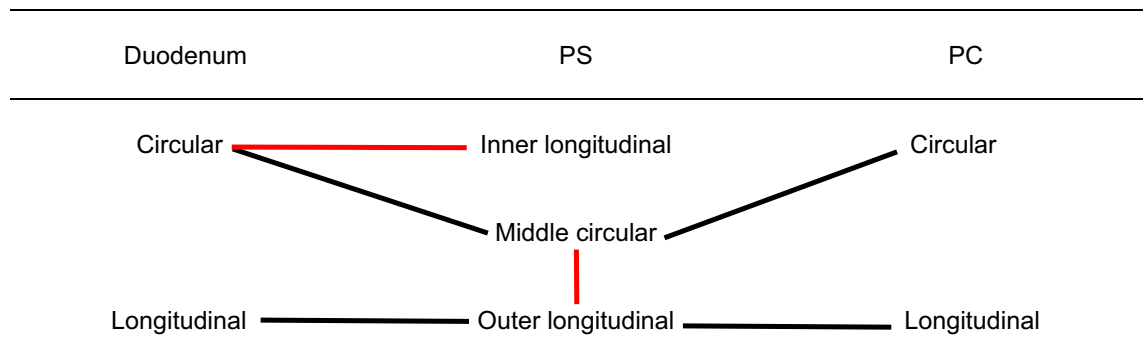 Duodenum PS PC
Circular Inner longitudinal Circular
Middle circular
Longitudinal Outer longitudinal Longitudinal